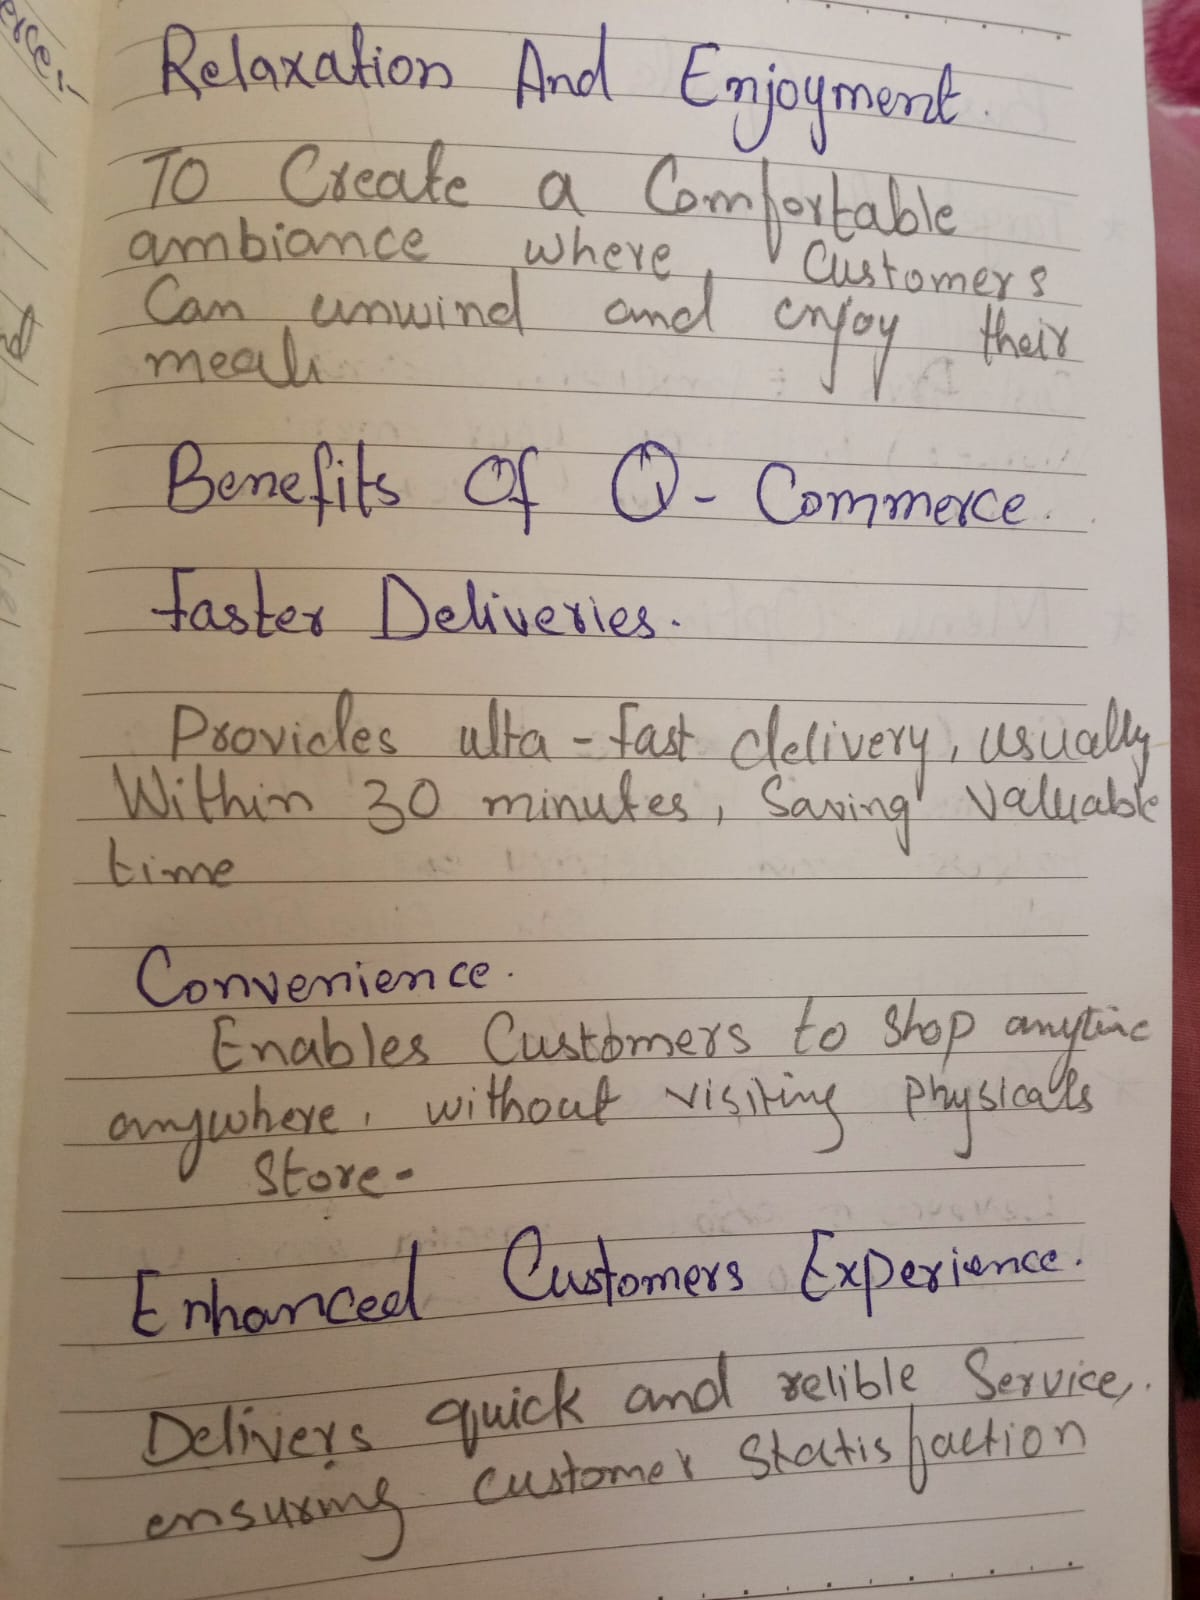 Relaxation And Enjoyment.
To Create a Comfortable
ambiance where, Customers
Can unwind and enjoy their
meals
Benefits Of Q-Commerce.
Faster Deliveries.
Provides ulta-fast delivery, usually
Within 30 minutes, Saving Valuable
time
Convenience.
Enables Customers to Shop anytime
anywhere, without visiting Physicals
Store-
Enhanced Customers Experience.
Delivers quick and relible Service,.
ensuring customer Statisfaction